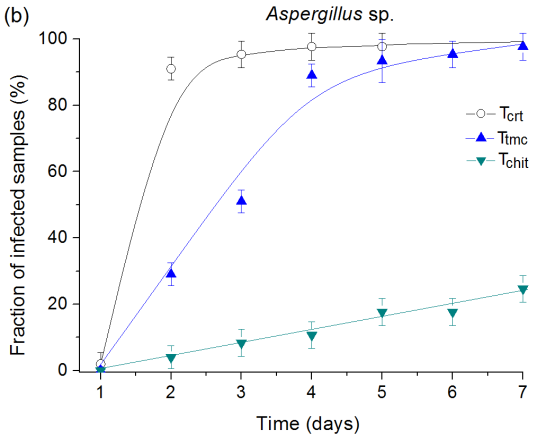 (b)
Aspergillus sp.
Fraction of infected samples (%)
100
80
60
40
20
0
Tcrt
Ttmc
Tchit
1 2 3 4 5 6 7
Time (days)